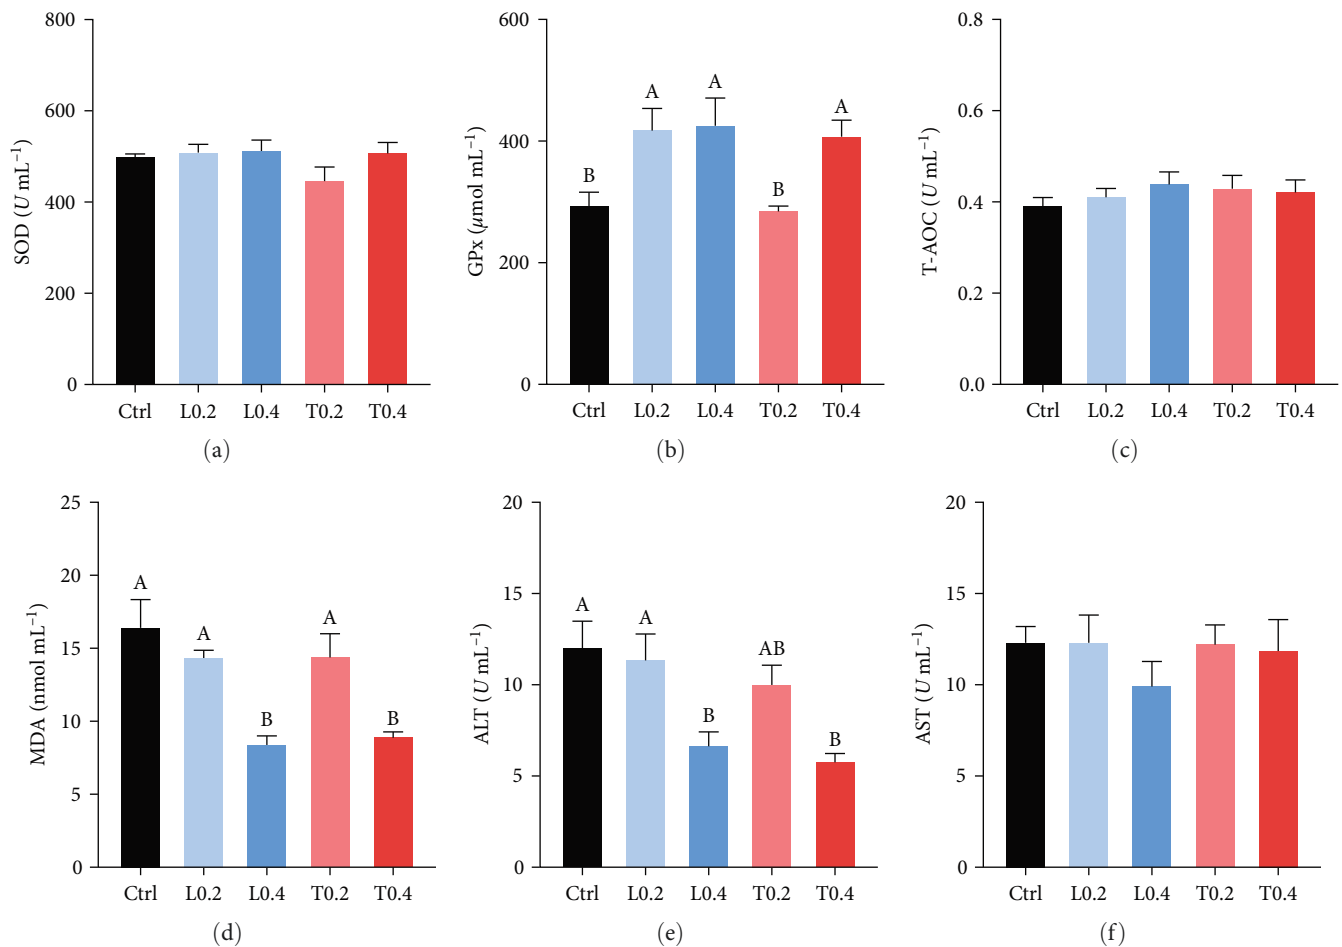 800
600
400
200
0
SOD (U mL⁻¹)
Ctrl L0.2 L0.4 T0.2 T0.4
(a)
600
400
200
0
GPx (μmol mL⁻¹)
B A A B A
Ctrl L0.2 L0.4 T0.2 T0.4
(b)
0.8
0.6
0.4
0.2
0.0
T-AOC (U mL⁻¹)
Ctrl L0.2 L0.4 T0.2 T0.4
(c)
25
20
15
10
5
0
MDA (nmol mL⁻¹)
A A B A B
Ctrl L0.2 L0.4 T0.2 T0.4
(d)
20
15
10
5
0
ALT (U mL⁻¹)
A A B AB B
Ctrl L0.2 L0.4 T0.2 T0.4
(e)
20
15
10
5
0
AST (U mL⁻¹)
Ctrl L0.2 L0.4 T0.2 T0.4
(f)